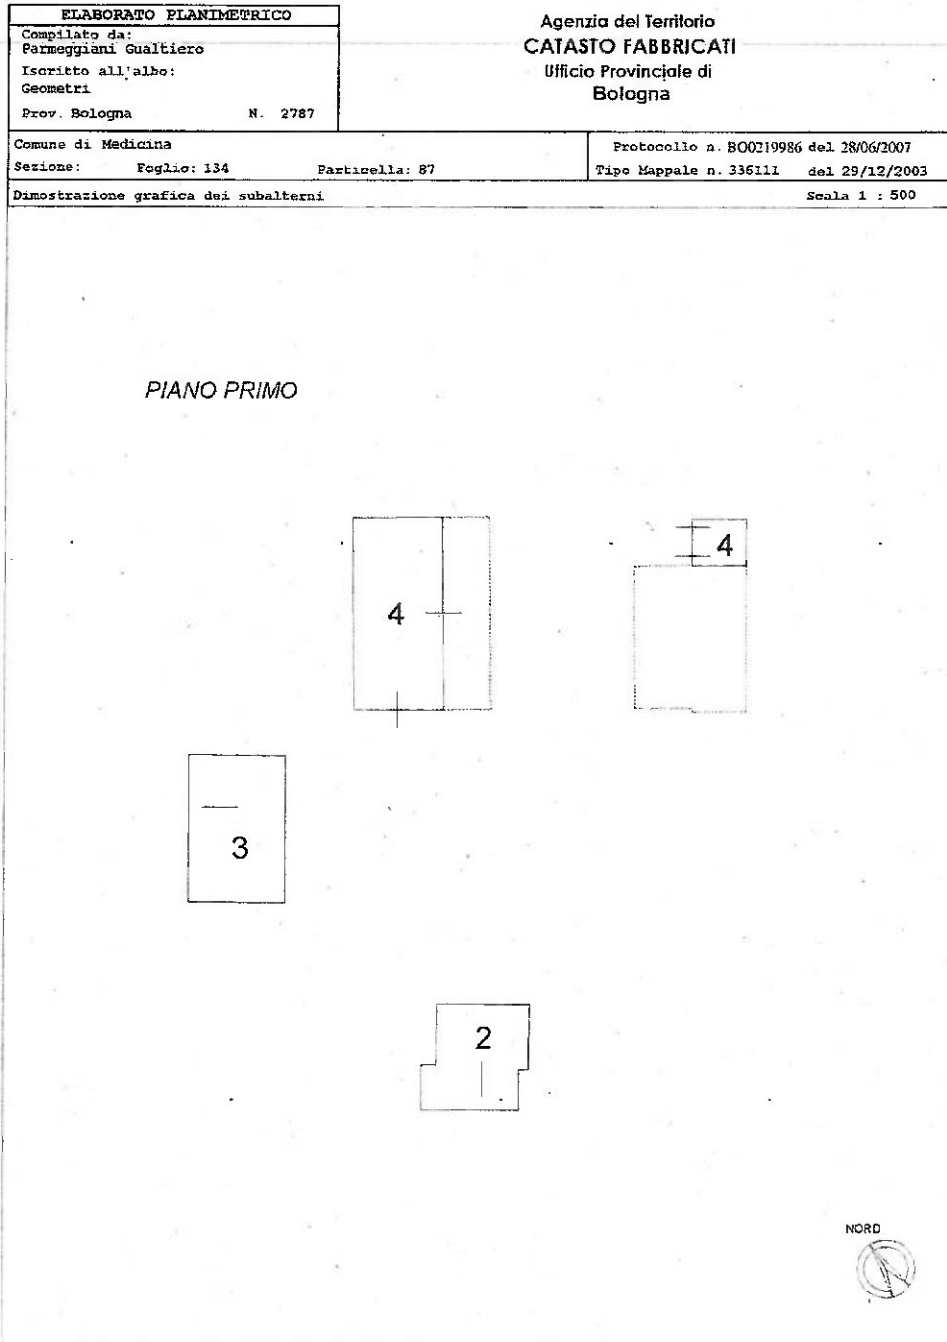 ELABORATO PLANIMETRICO
Compilato da:
Parmeggiani Gualtiero
Iscritto all'albo:
Geometri
Prov. Bologna N. 2787
Agenzia del Territorio
CATASTO FABBRICATI
Ufficio Provinciale di
Bologna
Comune di Medicina
Sezione: Foglio: 134 Particella: 87
Protocollo n. BO0219986 del 28/06/2007
Tipo Mappale n. 336111 del 29/12/2003
Dimostrazione grafica dei subalterni Scala 1 : 500
PIANO PRIMO
4
4
3
2
NORD